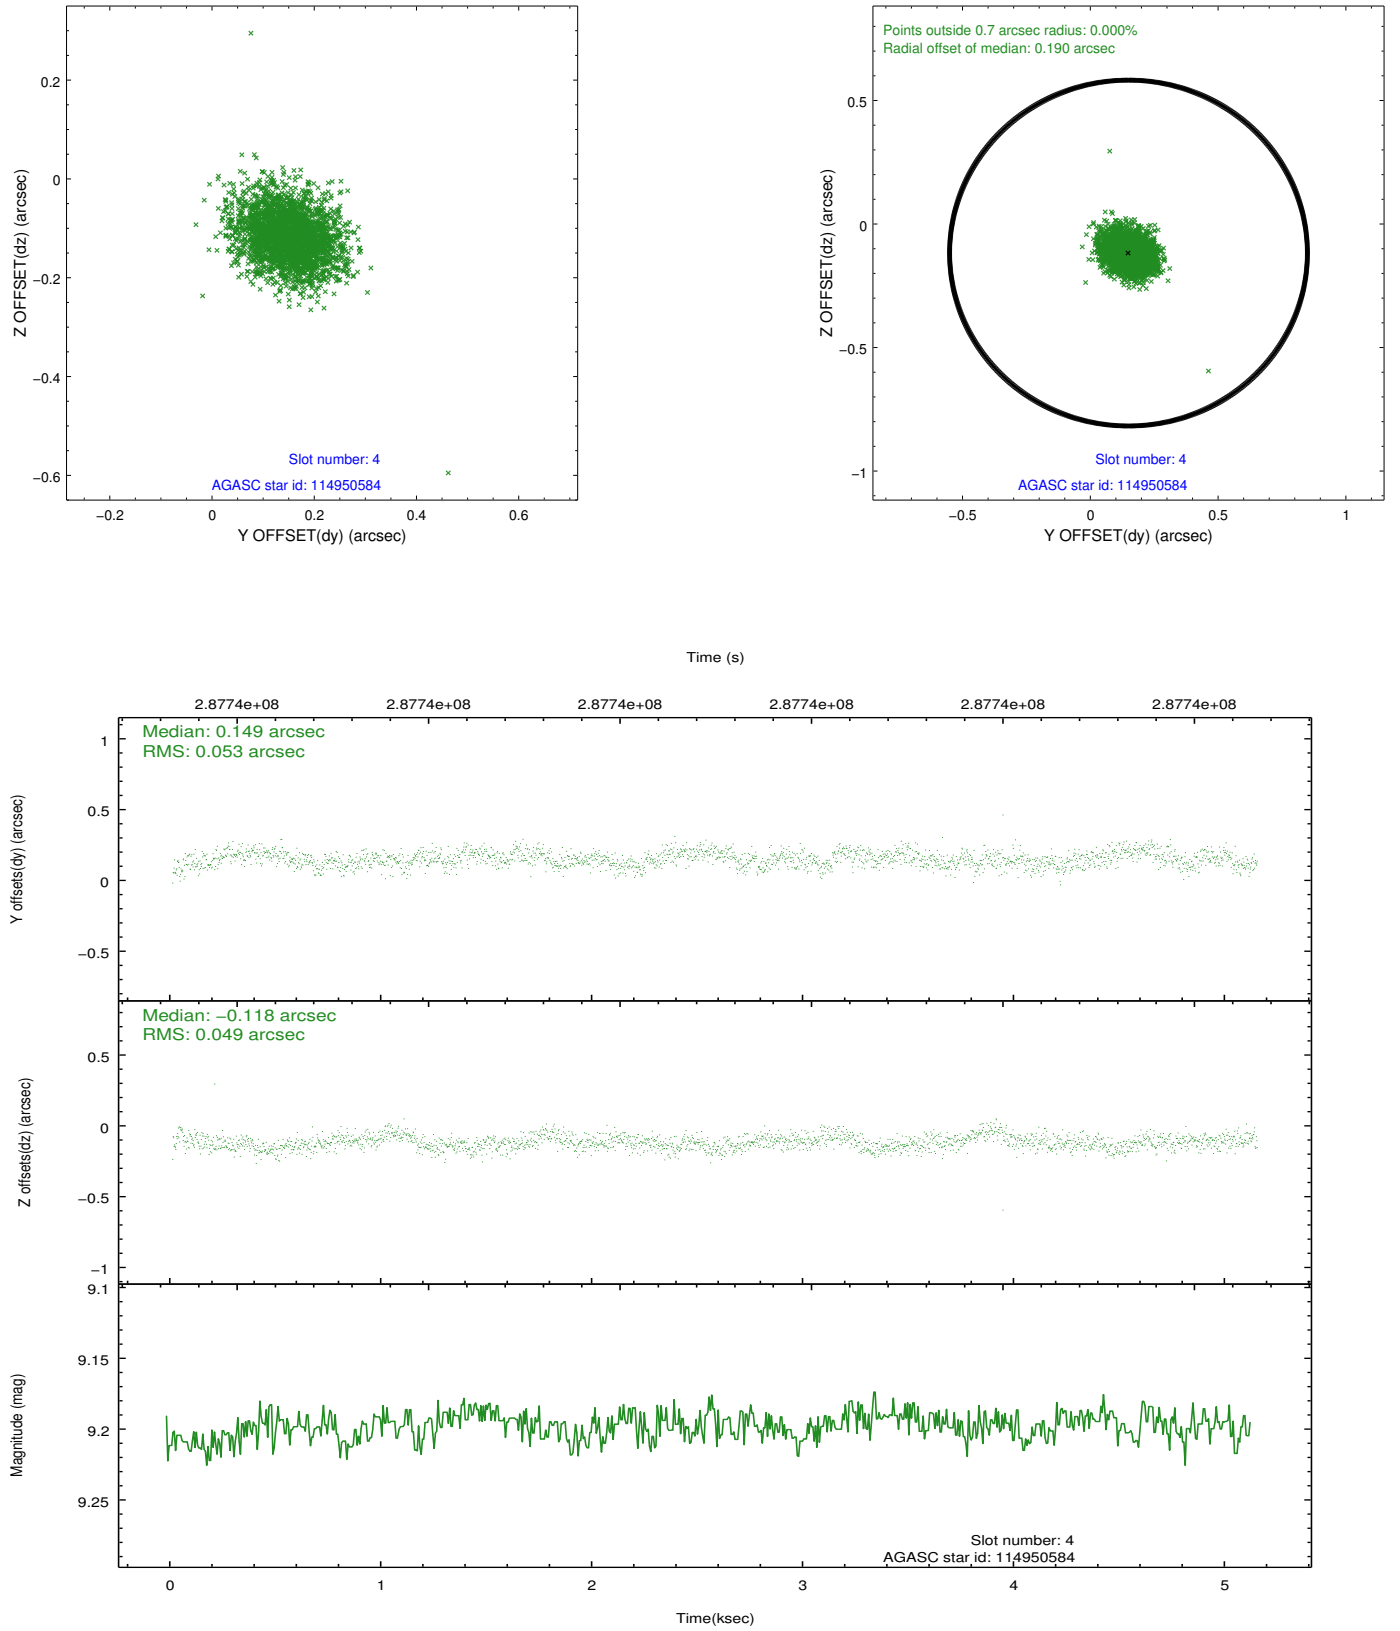 0.2
0
−0.2
−0.4
−0.6
Z OFFSET(dz) (arcsec)
Slot number: 4
AGASC star id: 114950584
−0.2 0 0.2 0.4 0.6
Y OFFSET(dy) (arcsec)
Points outside 0.7 arcsec radius: 0.000%
Radial offset of median: 0.190 arcsec
0.5
0
−0.5
−1
Z OFFSET(dz) (arcsec)
Slot number: 4
AGASC star id: 114950584
−0.5 0 0.5 1
Y OFFSET(dy) (arcsec)
Time (s)
2.8774e+08 2.8774e+08 2.8774e+08 2.8774e+08 2.8774e+08 2.8774e+08
Median: 0.149 arcsec
RMS: 0.053 arcsec
1
0.5
0
−0.5
Y offsets(dy) (arcsec)
Median: −0.118 arcsec
RMS: 0.049 arcsec
0.5
0
−0.5
−1
Z offsets(dz) (arcsec)
9.1
9.15
9.2
9.25
Magnitude (mag)
Slot number: 4
AGASC star id: 114950584
0 1 2 3 4 5
Time(ksec)